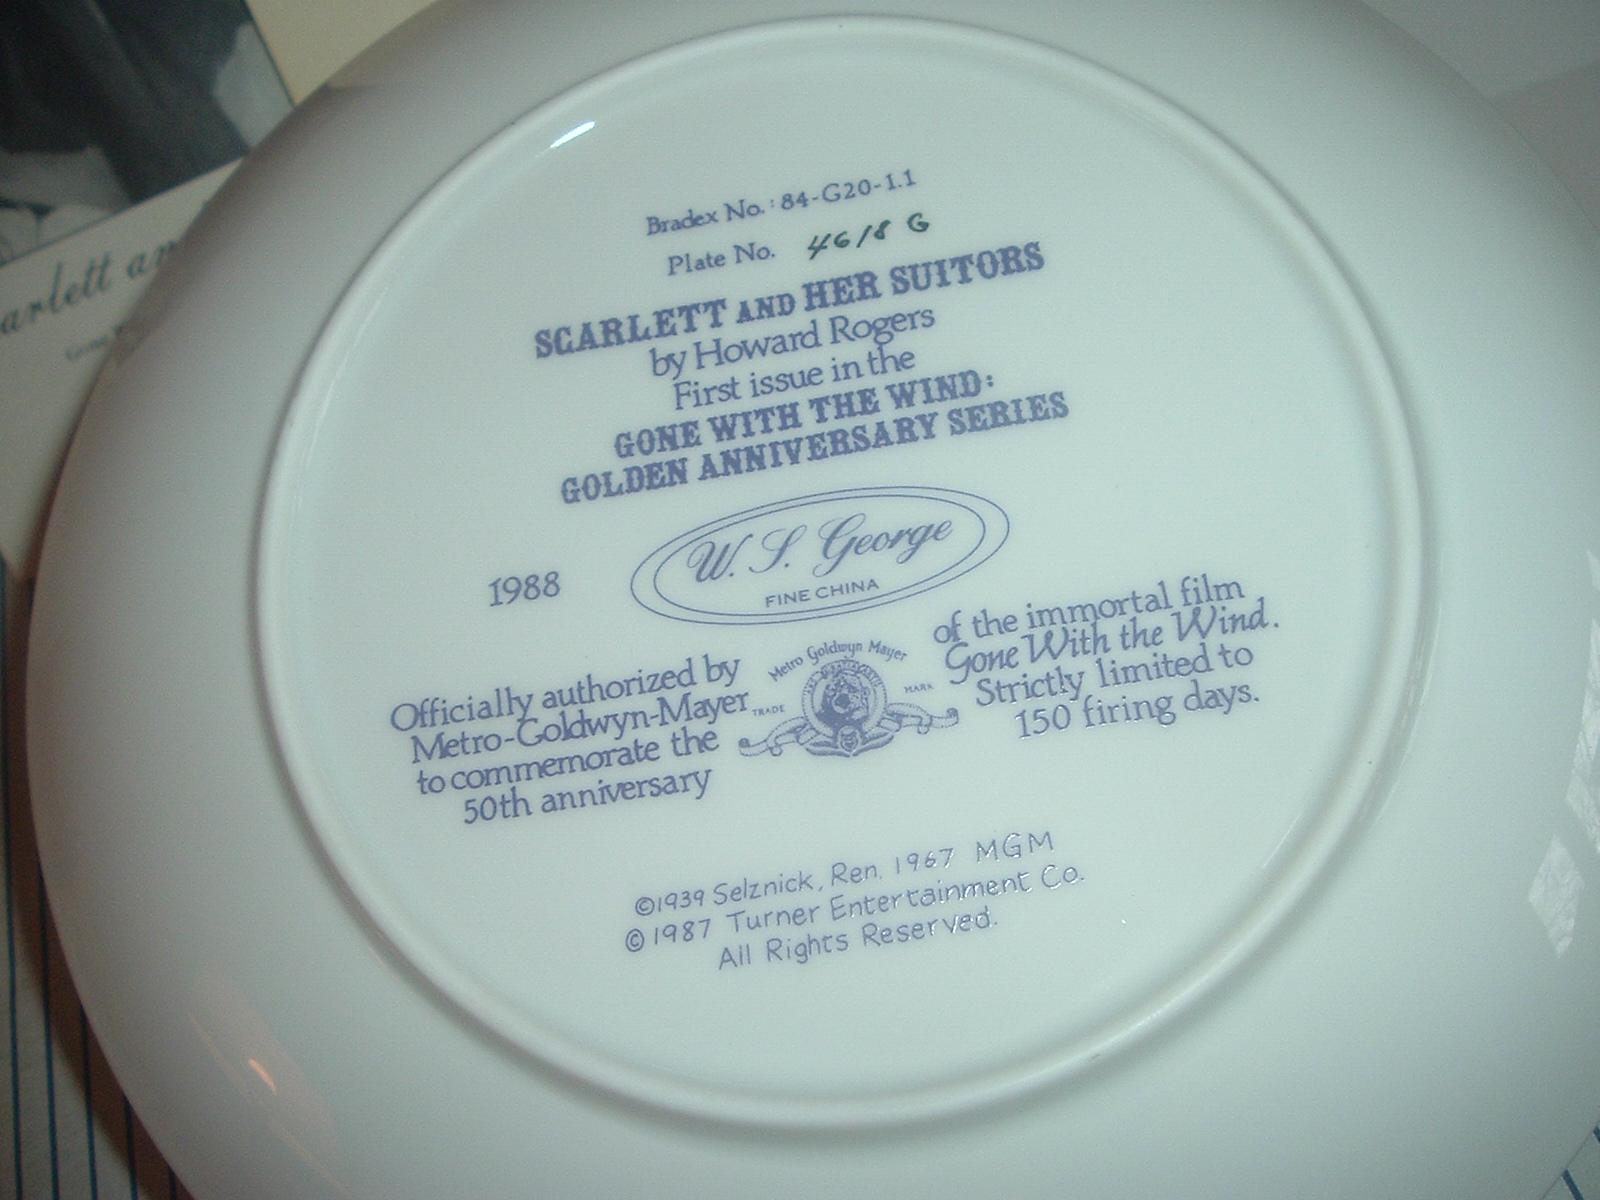 Bradex No.: 84-G20-1.1
Plate No. 4618 G
SCARLETT AND HER SUITORS
by Howard Rogers
First issue in the
GONE WITH THE WIND:
GOLDEN ANNIVERSARY SERIES
W. S. George
FINE CHINA
1988
Officially authorized by
Metro-Goldwyn-Mayer
to commemorate the
50th anniversary
Metro Goldwyn Mayer
TRADE MARK
of the immortal film
Gone With the Wind.
Strictly limited to
150 firing days.
©1939 Selznick, Ren. 1967 MGM
©1987 Turner Entertainment Co.
All Rights Reserved.
arlett an